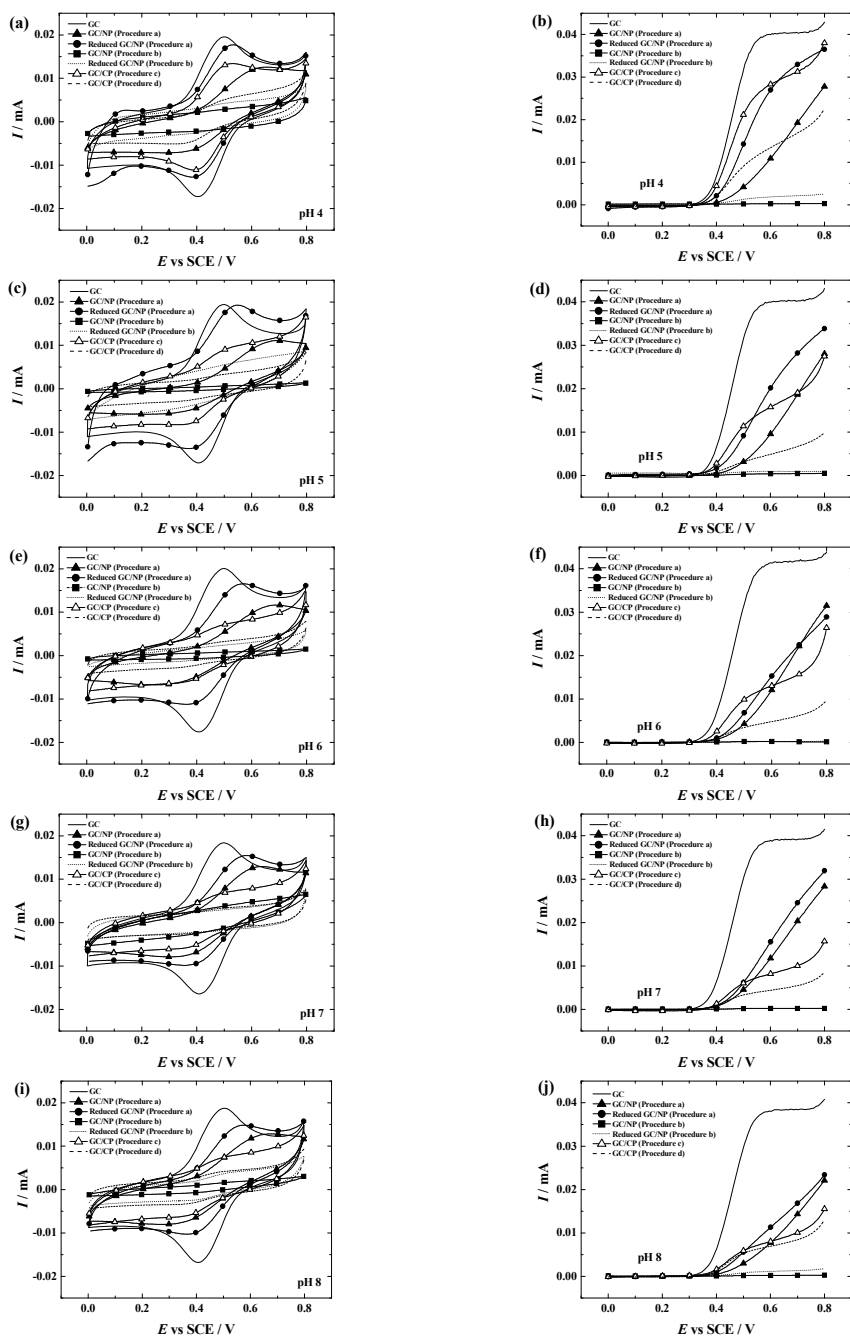 (a)
GC
GC/NP (Procedure a)
Reduced GC/NP (Procedure a)
GC/NP (Procedure b)
Reduced GC/NP (Procedure b)
GC/CP (Procedure c)
GC/CP (Procedure d)
0.02
0.01
0.00
-0.01
-0.02
I / mA
pH 4
0.0 0.2 0.4 0.6 0.8
E vs SCE / V
(b)
GC
GC/NP (Procedure a)
Reduced GC/NP (Procedure a)
GC/NP (Procedure b)
Reduced GC/NP (Procedure b)
GC/CP (Procedure c)
GC/CP (Procedure d)
0.04
0.03
0.02
0.01
0.00
I / mA
pH 4
0.0 0.2 0.4 0.6 0.8
E vs SCE / V
(c)
GC
GC/NP (Procedure a)
Reduced GC/NP (Procedure a)
GC/NP (Procedure b)
Reduced GC/NP (Procedure b)
GC/CP (Procedure c)
GC/CP (Procedure d)
0.02
0.01
0.00
-0.01
-0.02
I / mA
pH 5
0.0 0.2 0.4 0.6 0.8
E vs SCE / V
(d)
GC
GC/NP (Procedure a)
Reduced GC/NP (Procedure a)
GC/NP (Procedure b)
Reduced GC/NP (Procedure b)
GC/CP (Procedure c)
GC/CP (Procedure d)
0.04
0.03
0.02
0.01
0.00
I / mA
pH 5
0.0 0.2 0.4 0.6 0.8
E vs SCE / V
(e)
GC
GC/NP (Procedure a)
Reduced GC/NP (Procedure a)
GC/NP (Procedure b)
Reduced GC/NP (Procedure b)
GC/CP (Procedure c)
GC/CP (Procedure d)
0.02
0.01
0.00
-0.01
-0.02
I / mA
pH 6
0.0 0.2 0.4 0.6 0.8
E vs SCE / V
(f)
GC
GC/NP (Procedure a)
Reduced GC/NP (Procedure a)
GC/NP (Procedure b)
Reduced GC/NP (Procedure b)
GC/CP (Procedure c)
GC/CP (Procedure d)
0.04
0.03
0.02
0.01
0.00
I / mA
pH 6
0.0 0.2 0.4 0.6 0.8
E vs SCE / V
(g)
GC
GC/NP (Procedure a)
Reduced GC/NP (Procedure a)
GC/NP (Procedure b)
Reduced GC/NP (Procedure b)
GC/CP (Procedure c)
GC/CP (Procedure d)
0.02
0.01
0.00
-0.01
-0.02
I / mA
pH 7
0.0 0.2 0.4 0.6 0.8
E vs SCE / V
(h)
GC
GC/NP (Procedure a)
Reduced GC/NP (Procedure a)
GC/NP (Procedure b)
Reduced GC/NP (Procedure b)
GC/CP (Procedure c)
GC/CP (Procedure d)
0.04
0.03
0.02
0.01
0.00
I / mA
pH 7
0.0 0.2 0.4 0.6 0.8
E vs SCE / V
(i)
GC
GC/NP (Procedure a)
Reduced GC/NP (Procedure a)
GC/NP (Procedure b)
Reduced GC/NP (Procedure b)
GC/CP (Procedure c)
GC/CP (Procedure d)
0.02
0.01
0.00
-0.01
-0.02
I / mA
pH 8
0.0 0.2 0.4 0.6 0.8
E vs SCE / V
(j)
GC
GC/NP (Procedure a)
Reduced GC/NP (Procedure a)
GC/NP (Procedure b)
Reduced GC/NP (Procedure b)
GC/CP (Procedure c)
GC/CP (Procedure d)
0.04
0.03
0.02
0.01
0.00
I / mA
pH 8
0.0 0.2 0.4 0.6 0.8
E vs SCE / V